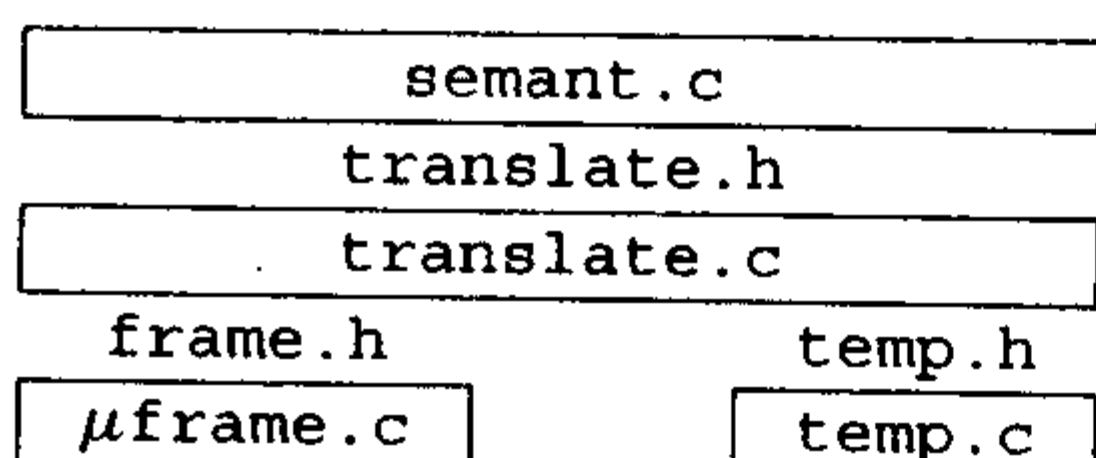 semant.c
translate.h
translate.c
frame.h temp.h
μframe.c temp.c